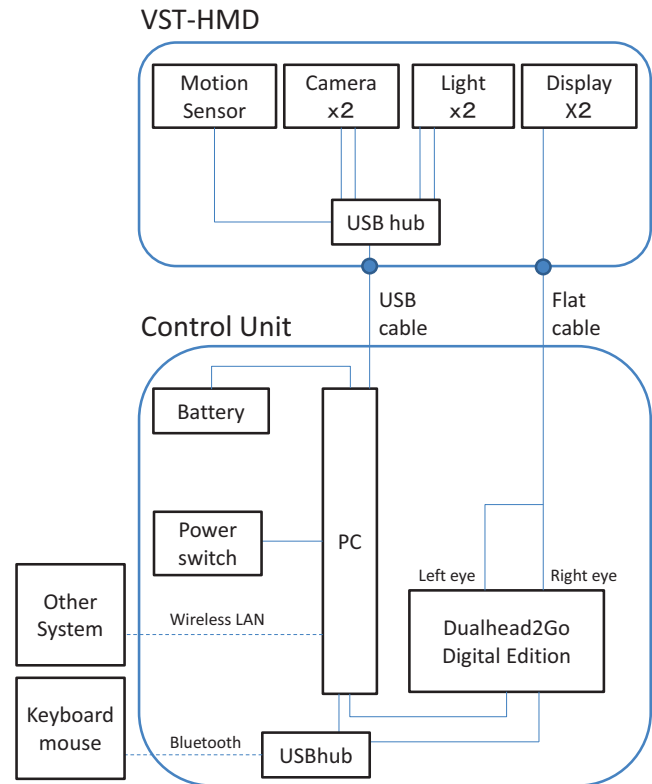 VST-HMD
Motion
Sensor
Camera
x2
Light
x2
Display
X2
USB hub
USB
cable
Flat
cable
Control Unit
Battery
Power
switch
PC
Left eye
Right eye
Other
System
Wireless LAN
Dualhead2Go
Digital Edition
Keyboard
mouse
Bluetooth
USBhub